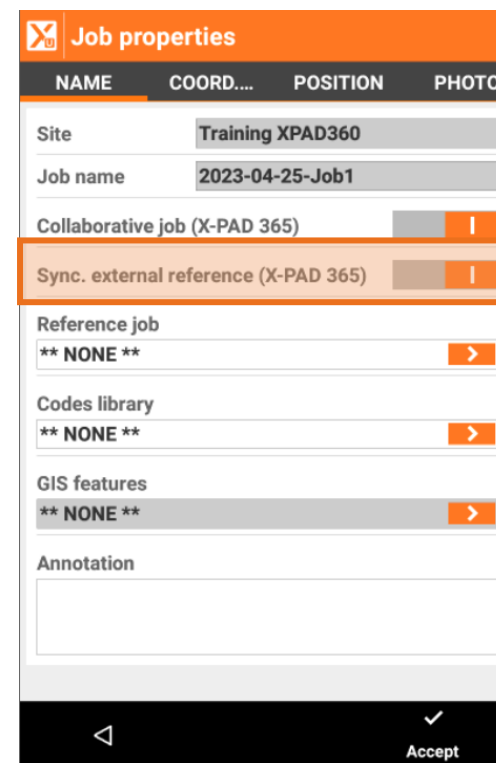 Job properties
NAME COORD.... POSITION PHOTO
Site Training XPAD360
Job name 2023-04-25-Job1
Collaborative job (X-PAD 365)
Sync. external reference (X-PAD 365)
Reference job
** NONE **
Codes library
** NONE **
GIS features
** NONE **
Annotation
Accept